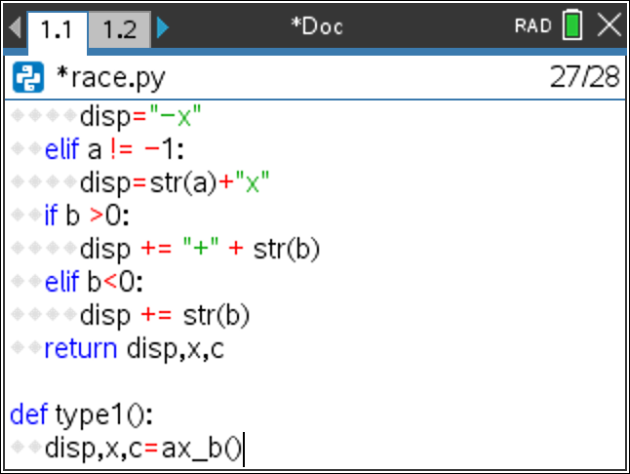 1.1 1.2 *Doc RAD
*race.py 27/28
disp="-x"
elif a != -1:
disp=str(a)+"x"
if b >0:
disp += "+" + str(b)
elif b<0:
disp += str(b)
return disp,x,c
def type1():
disp,x,c=ax_b()